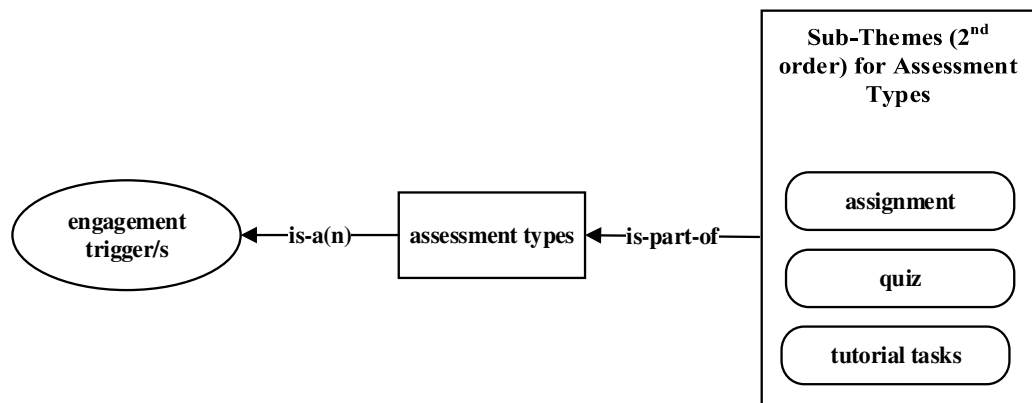 Sub-Themes (2nd
order) for Assessment
Types
engagement
trigger/s
is-a(n)
assessment types
is-part-of
assignment
quiz
tutorial tasks